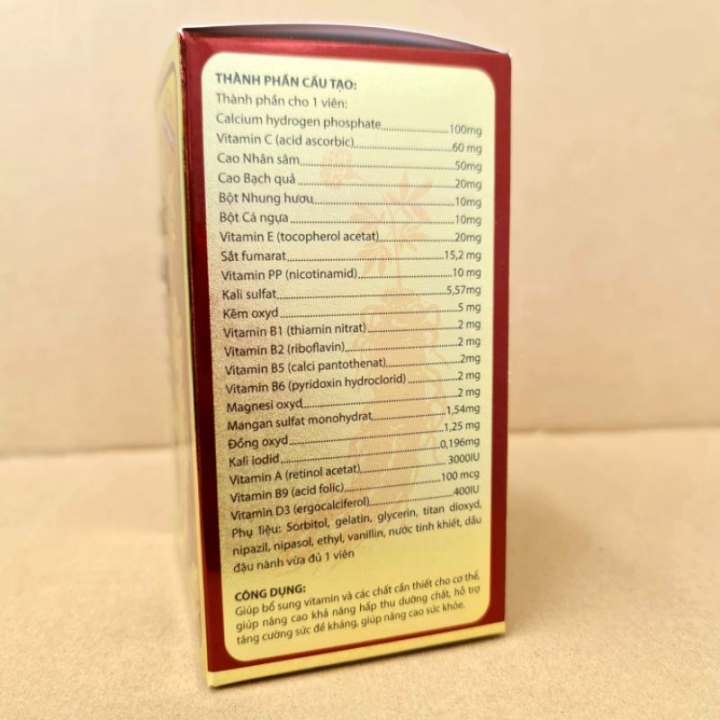 THÀNH PHẦN CẤU TẠO:
Thành phần cho 1 viên:
Calcium hydrogen phosphate 100mg
Vitamin C (acid ascorbic) 60 mg
Cao Nhân sâm 50mg
Cao Bạch quả 20mg
Bột Nhung hươu 10mg
Bột Cá ngựa 10mg
Vitamin E (tocopherol acetat) 20mg
Sắt fumarat 15,2 mg
Vitamin PP (nicotinamid) 10 mg
Kali sulfat 5,57mg
Kẽm oxyd 5 mg
Vitamin B1 (thiamin nitrat) 2 mg
Vitamin B2 (riboflavin) 2 mg
Vitamin B5 (calci pantothenat) 2mg
Vitamin B6 (pyridoxin hydroclorid) 2 mg
Magnesi oxyd 2 mg
Mangan sulfat monohydrat 1,54mg
Đồng oxyd 1,25 mg
Kali iodid 0,196mg
Vitamin A (retinol acetat) 3000IU
Vitamin B9 (acid folic) 100 mcg
Vitamin D3 (ergocalciferol) 400IU
Phụ liệu: Sorbitol, gelatin, glycerin, titan dioxyd,
nipazil, nipasol, ethyl, vanillin, nước tinh khiết, dầu
đậu nành vừa đủ 1 viên
CÔNG DỤNG:
Giúp bổ sung vitamin và các chất cần thiết cho cơ thể,
giúp nâng cao khả năng hấp thu dưỡng chất, hỗ trợ
tăng cường sức đề kháng, giúp nâng cao sức khỏe.